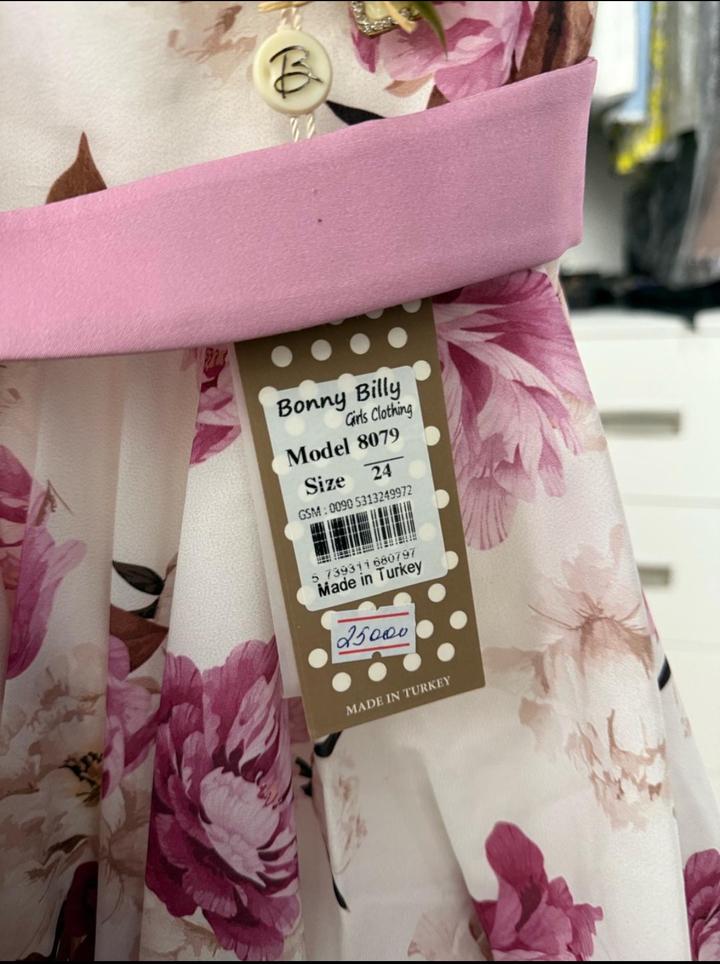 B
Bonny Billy
Girls Clothing
Model 8079
Size 24
GSM : 0090 5313249972
5 739311 680797
Made in Turkey
25000
MADE IN TURKEY